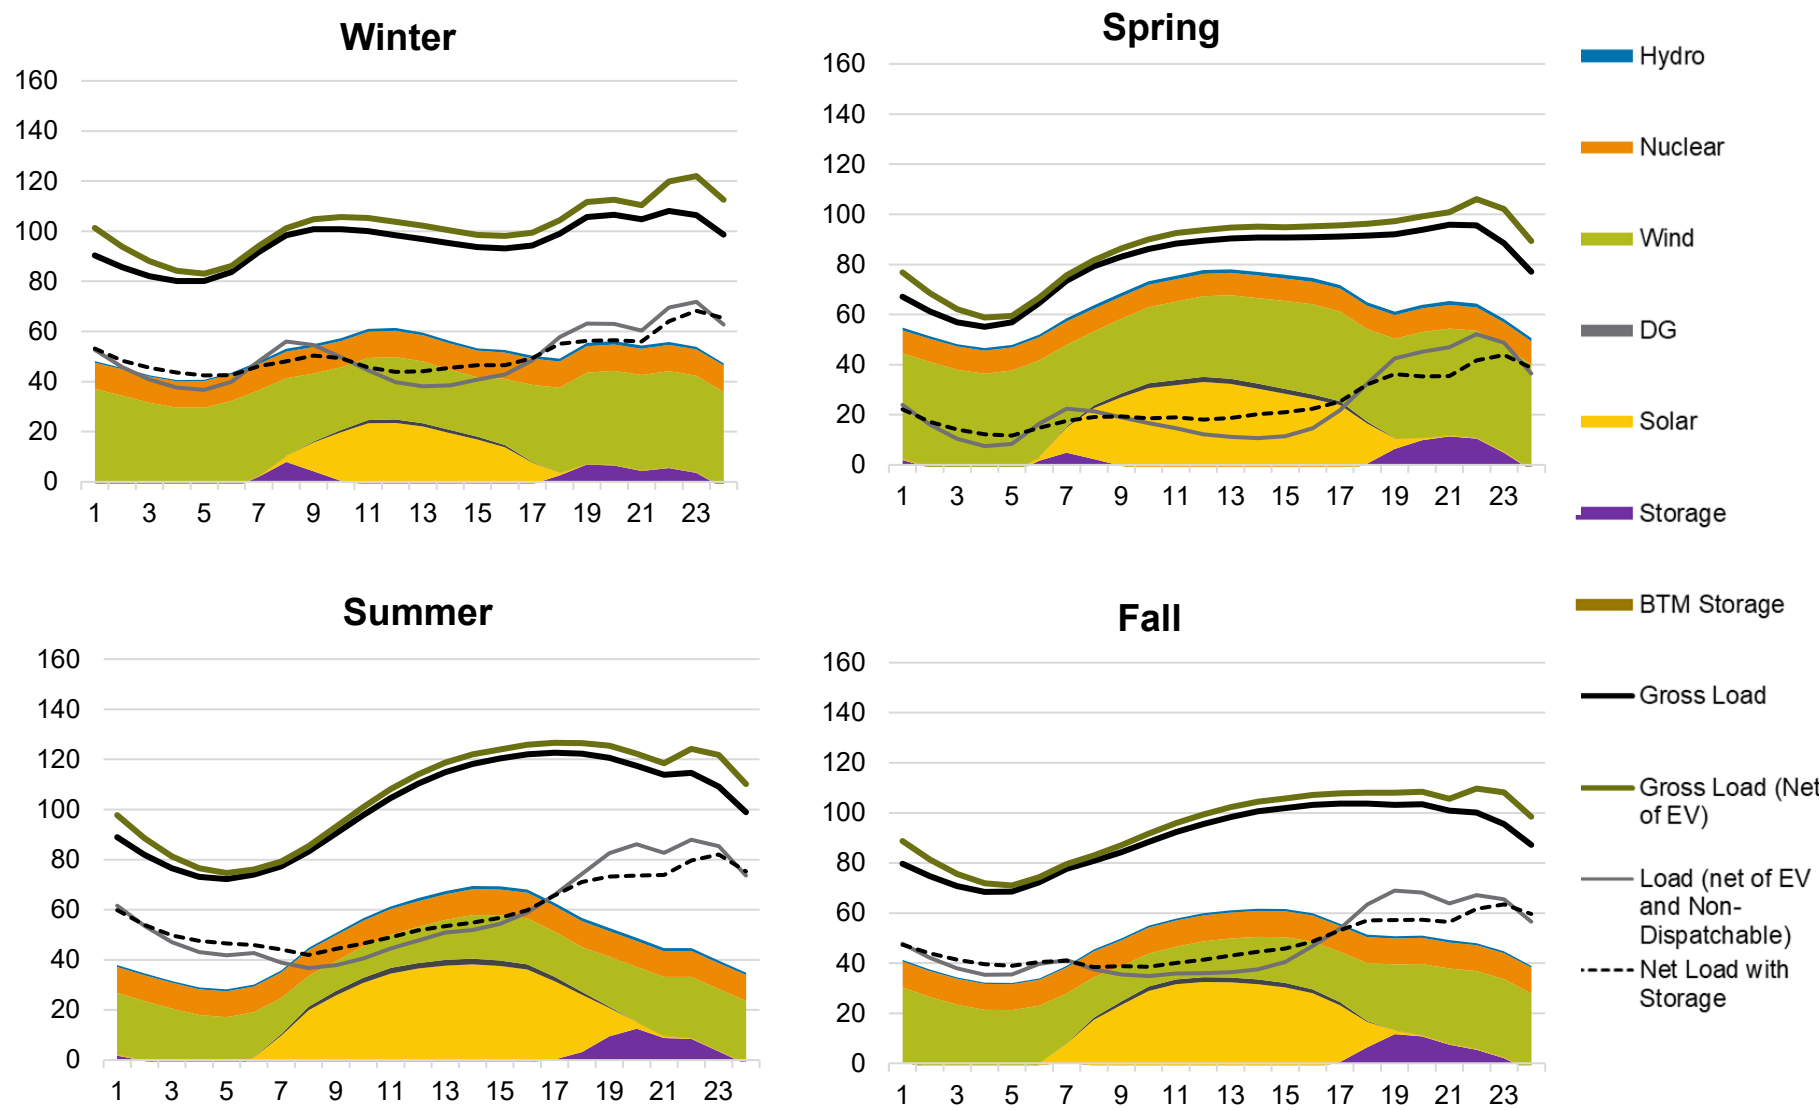 Winter
160
140
120
100
80
60
40
20
0
1 3 5 7 9 11 13 15 17 19 21 23
Spring
160
140
120
100
80
60
40
20
0
1 3 5 7 9 11 13 15 17 19 21 23
Summer
160
140
120
100
80
60
40
20
0
1 3 5 7 9 11 13 15 17 19 21 23
Fall
160
140
120
100
80
60
40
20
0
1 3 5 7 9 11 13 15 17 19 21 23
Hydro
Nuclear
Wind
DG
Solar
Storage
BTM Storage
Gross Load
Gross Load (Net
of EV)
Load (net of EV
and Non-
Dispatchable)
Net Load with
Storage